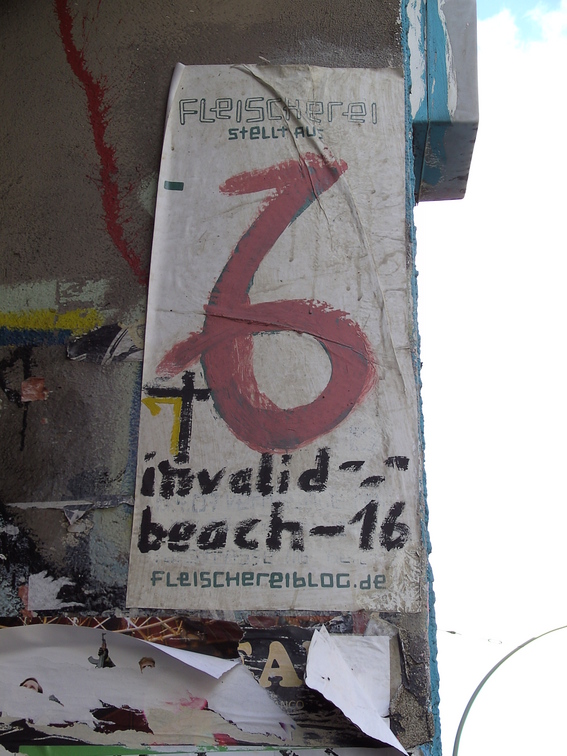 FLeiSCHerei
stellt aus
6
invalid--
beach-16
FLeiSCHereiBLOG.de